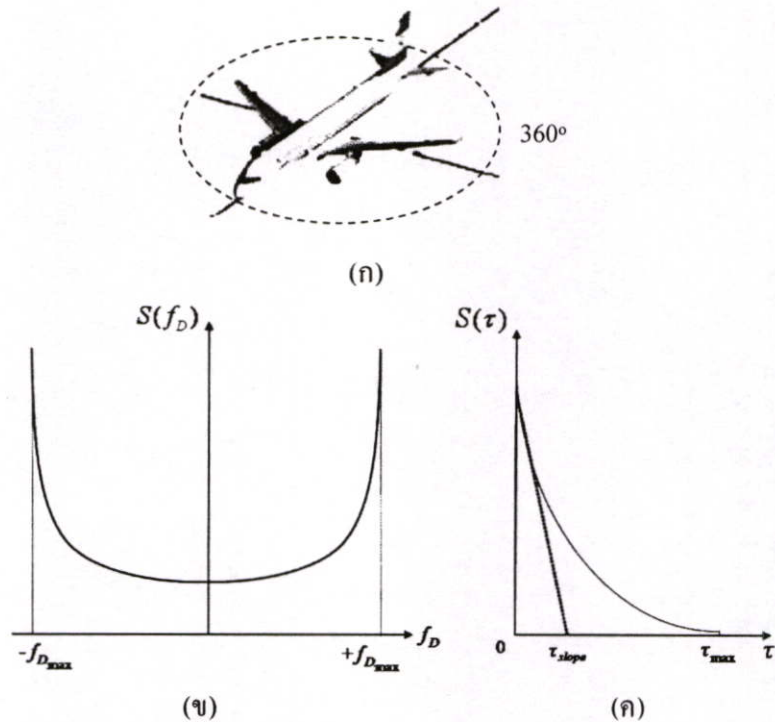 360°
(ก)
S(f_D)
-f_Dmax
+f_Dmax
f_D
(ข)
S(τ)
0
τ_slope
τ_max
τ
(ค)